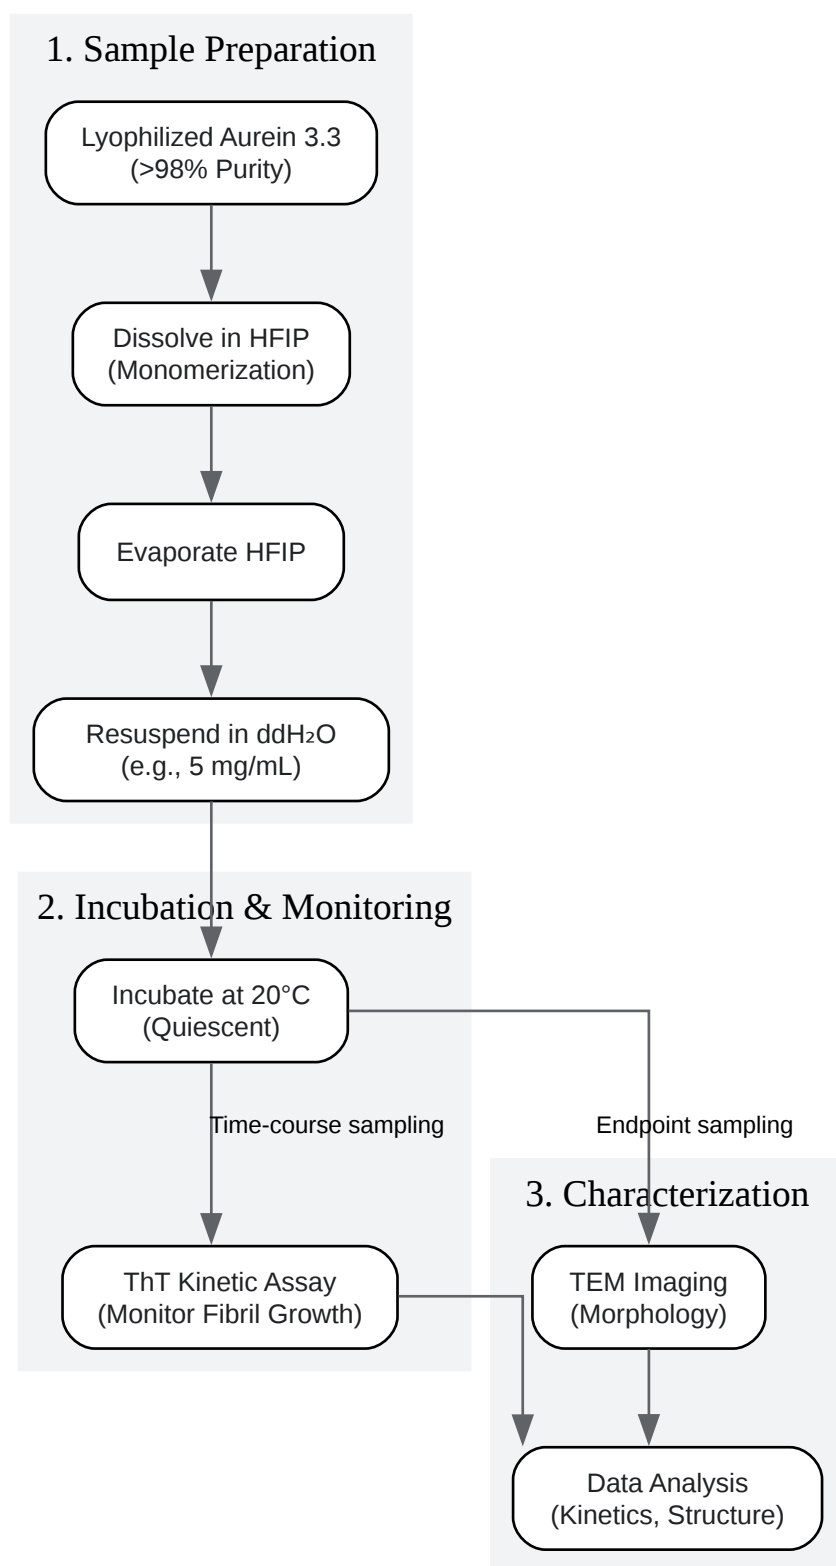 1. Sample Preparation
Lyophilized Aurein 3.3
(>98% Purity)
Dissolve in HFIP
(Monomerization)
Evaporate HFIP
Resuspend in ddH₂O
(e.g., 5 mg/mL)
2. Incubation & Monitoring
Incubate at 20°C
(Quiescent)
Time-course sampling
Endpoint sampling
3. Characterization
ThT Kinetic Assay
(Monitor Fibril Growth)
TEM Imaging
(Morphology)
Data Analysis
(Kinetics, Structure)